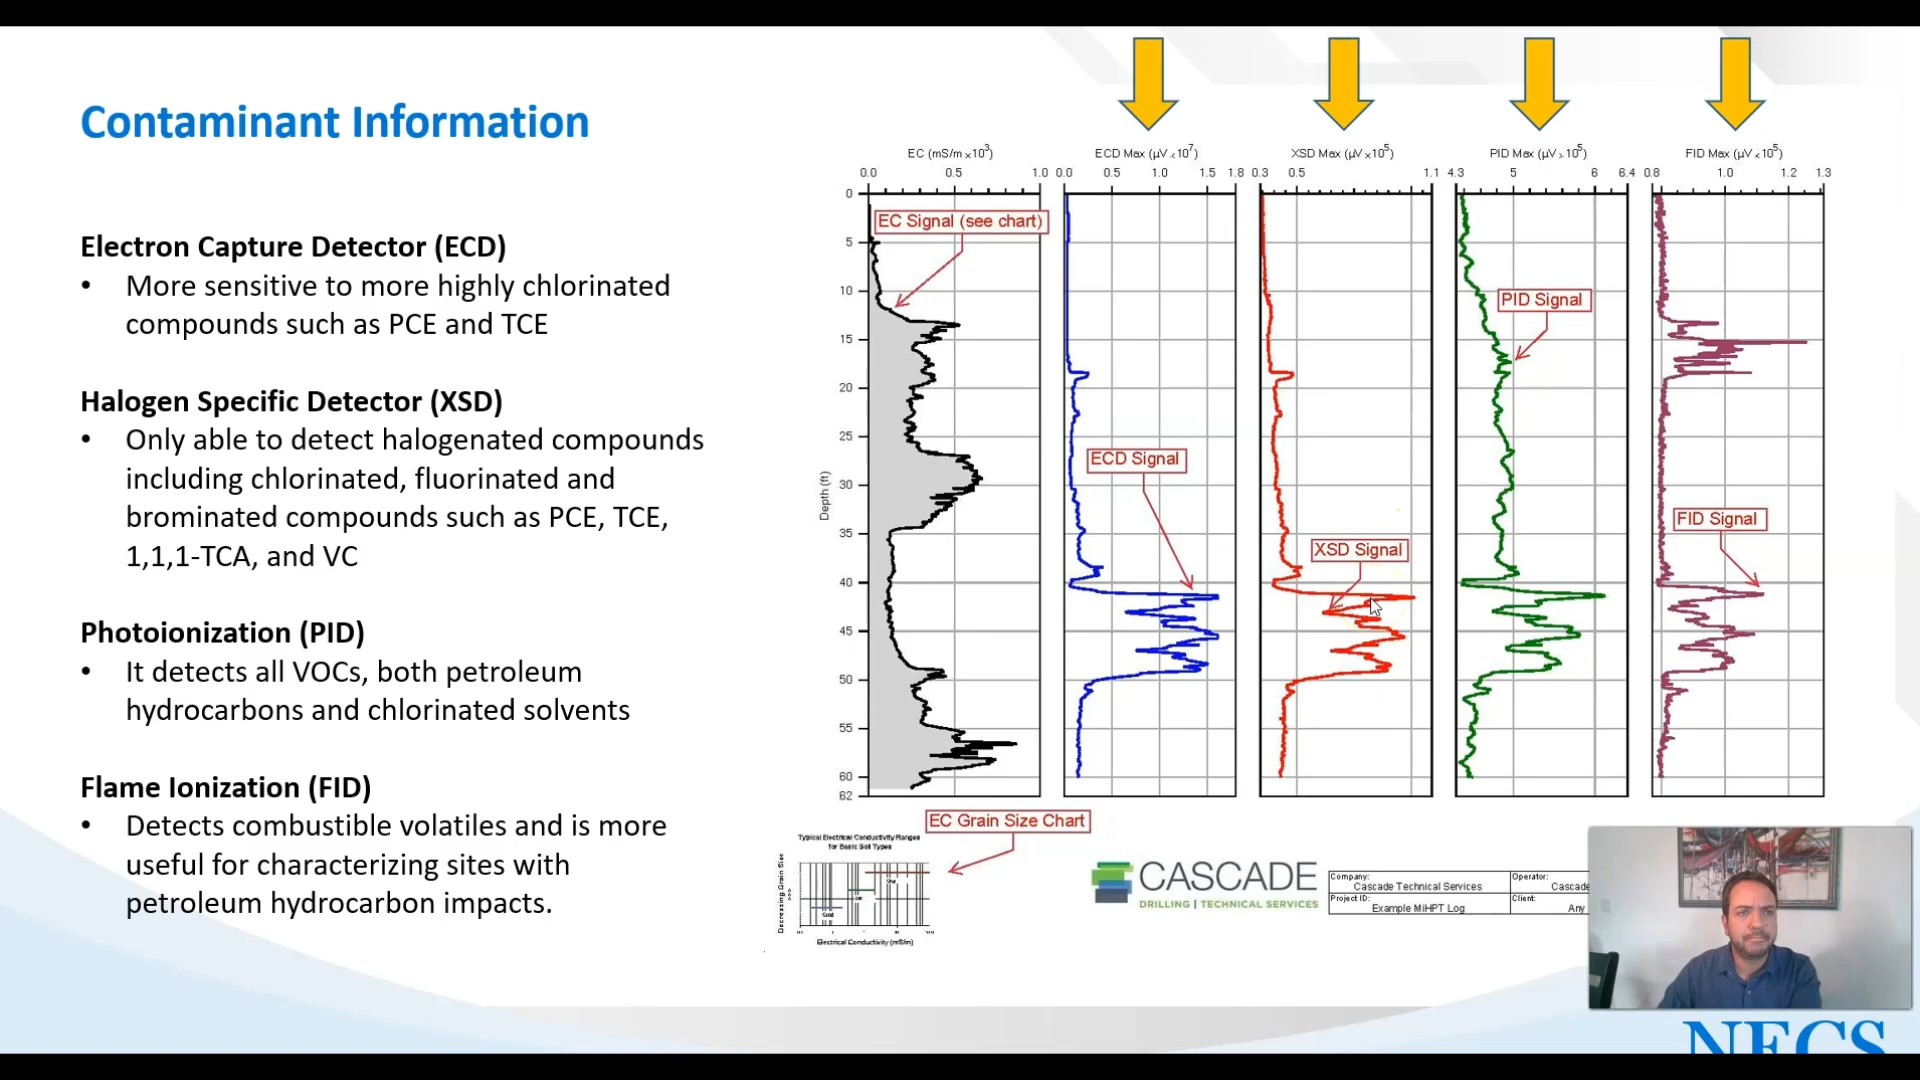 Contaminant Information
Electron Capture Detector (ECD)
• More sensitive to more highly chlorinated
compounds such as PCE and TCE
Halogen Specific Detector (XSD)
• Only able to detect halogenated compounds
including chlorinated, fluorinated and
brominated compounds such as PCE, TCE,
1,1,1-TCA, and VC
Photoionization (PID)
• It detects all VOCs, both petroleum
hydrocarbons and chlorinated solvents
Flame Ionization (FID)
• Detects combustible volatiles and is more
useful for characterizing sites with
petroleum hydrocarbon impacts.
EC (mS/m x10³)
0.0 0.5 1.0
ECD Max (µV x10⁷)
0.0 0.5 1.0 1.5 1.8
XSD Max (µV x10⁵)
0.3 0.5 1.1
PID Max (µV x10⁵)
4.3 5 6 6.4
FID Max (µV x10⁵)
0.8 1.0 1.2 1.3
Depth (ft)
0
5
10
15
20
25
30
35
40
45
50
55
60
62
EC Signal (see chart)
ECD Signal
XSD Signal
PID Signal
FID Signal
EC Grain Size Chart
Typical Electrical Conductivity Ranges
for Basic Soil Types
Decreasing Grain Size
>>>
Clay
Silt
Sand
Electrical Conductivity (mS/m)
CASCADE
DRILLING | TECHNICAL SERVICES
Company:
Cascade Technical Services
Operator:
Cascade
Project ID:
Example MiHPT Log
Client:
Any
NECS